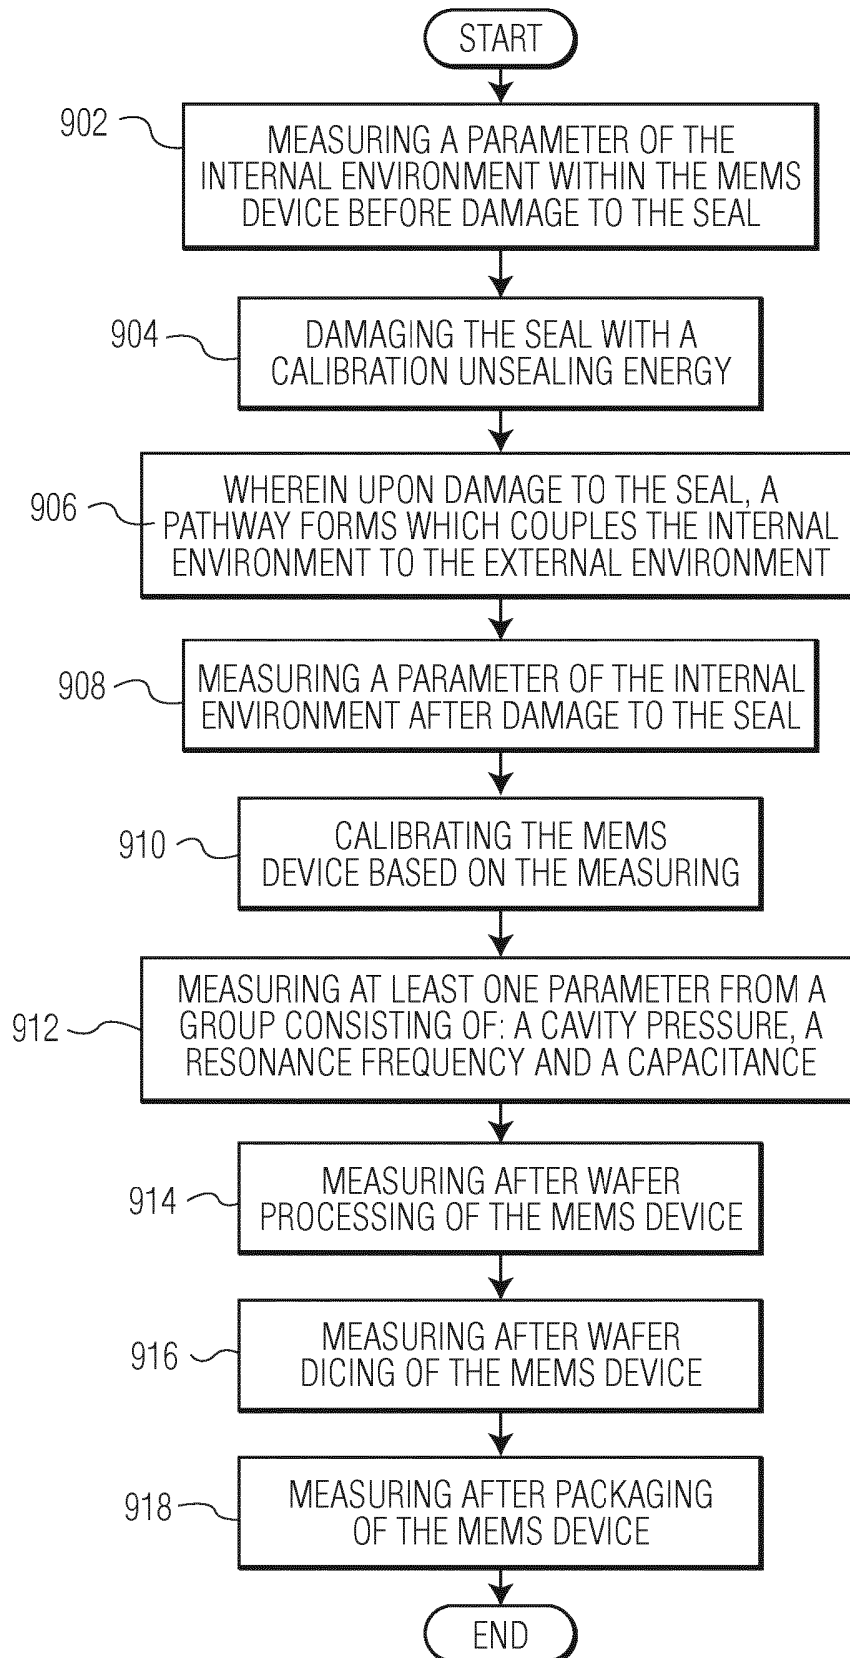 START
902
MEASURING A PARAMETER OF THE
INTERNAL ENVIRONMENT WITHIN THE MEMS
DEVICE BEFORE DAMAGE TO THE SEAL
904
DAMAGING THE SEAL WITH A
CALIBRATION UNSEALING ENERGY
906
WHEREIN UPON DAMAGE TO THE SEAL, A
PATHWAY FORMS WHICH COUPLES THE INTERNAL
ENVIRONMENT TO THE EXTERNAL ENVIRONMENT
908
MEASURING A PARAMETER OF THE INTERNAL
ENVIRONMENT AFTER DAMAGE TO THE SEAL
910
CALIBRATING THE MEMS
DEVICE BASED ON THE MEASURING
912
MEASURING AT LEAST ONE PARAMETER FROM A
GROUP CONSISTING OF: A CAVITY PRESSURE, A
RESONANCE FREQUENCY AND A CAPACITANCE
914
MEASURING AFTER WAFER
PROCESSING OF THE MEMS DEVICE
916
MEASURING AFTER WAFER
DICING OF THE MEMS DEVICE
918
MEASURING AFTER PACKAGING
OF THE MEMS DEVICE
END